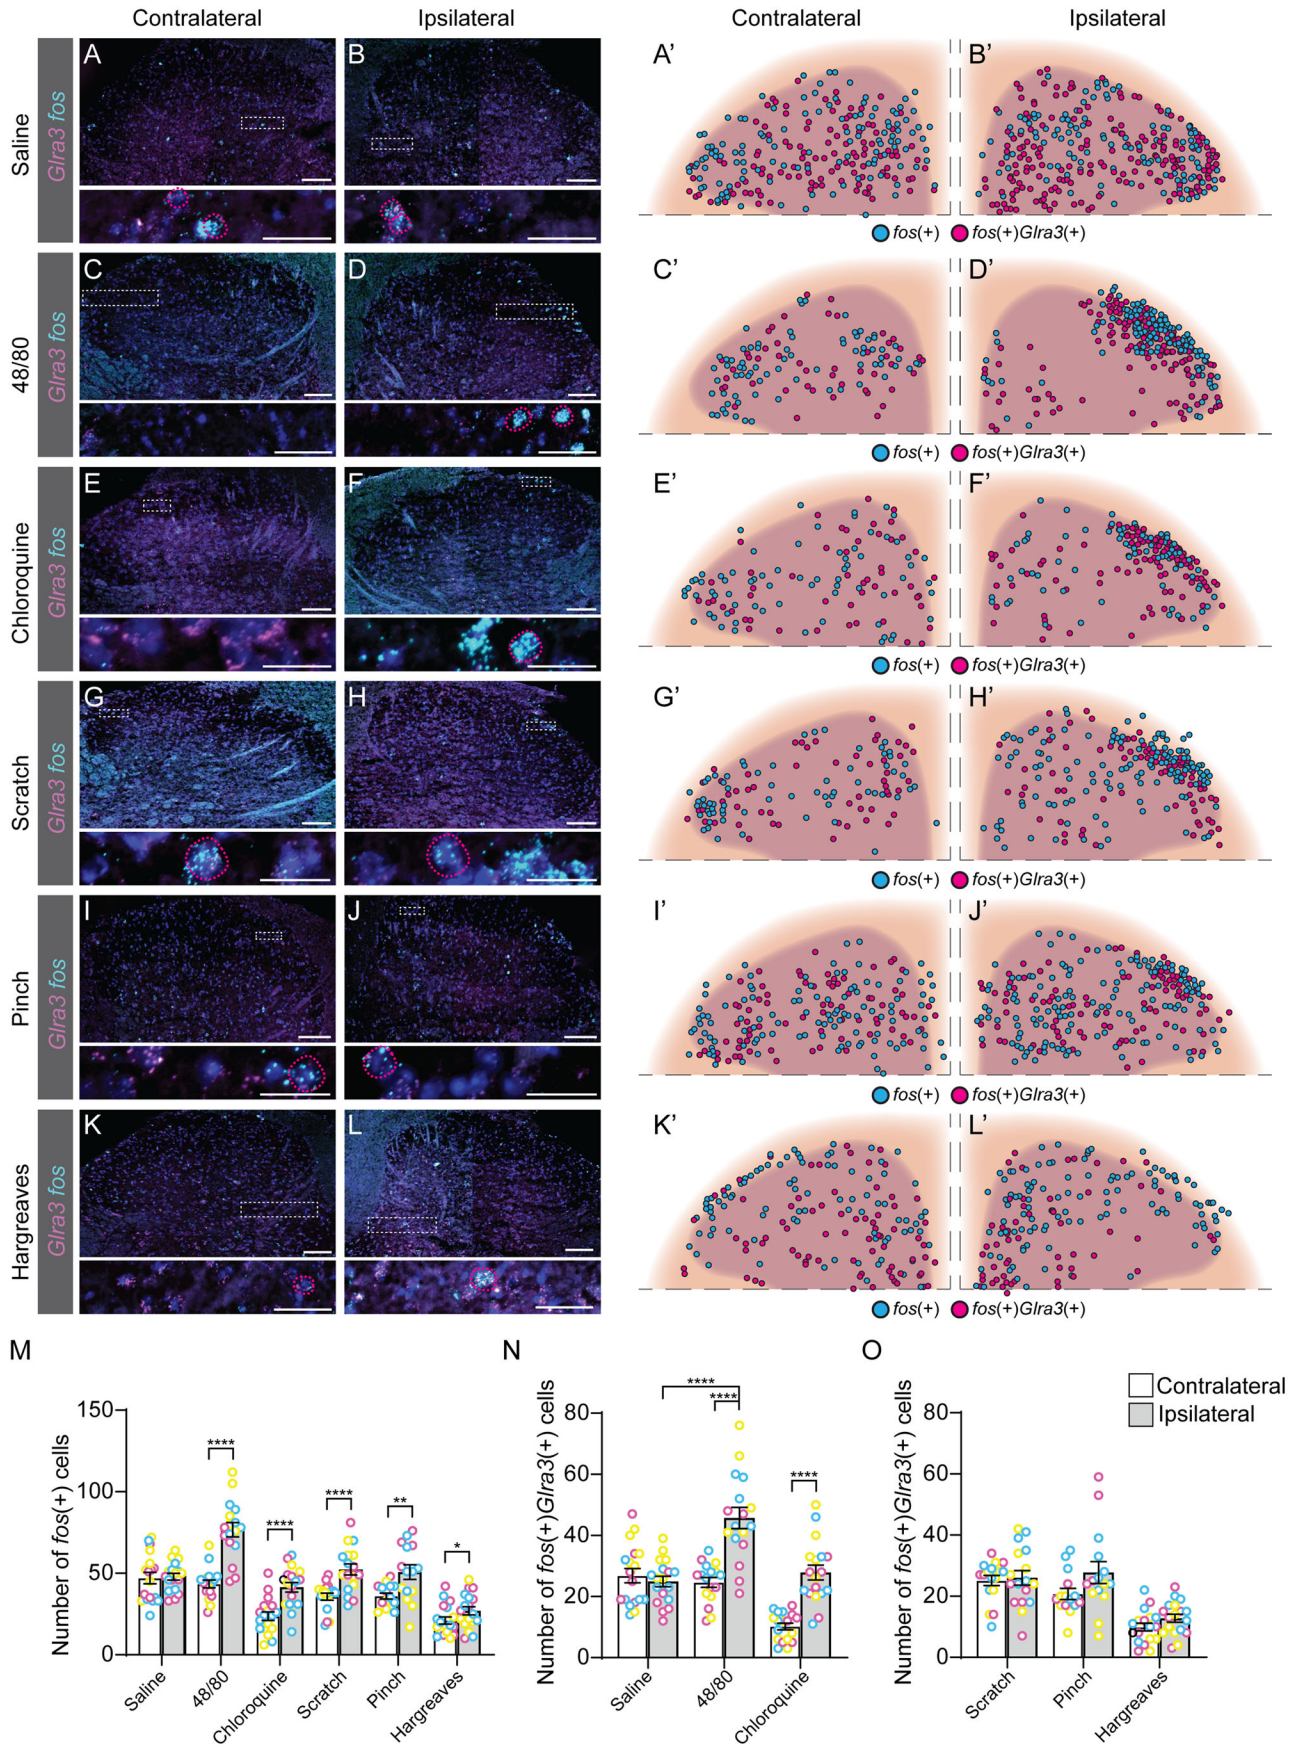 Contralateral Ipsilateral Contralateral Ipsilateral
Saline
Glra3 fos
A B A’ B’
fos(+) fos(+)Glra3(+)
48/80
Glra3 fos
C D C’ D’
fos(+) fos(+)Glra3(+)
Chloroquine
Glra3 fos
E F E’ F’
fos(+) fos(+)Glra3(+)
Scratch
Glra3 fos
G H G’ H’
fos(+) fos(+)Glra3(+)
Pinch
Glra3 fos
I J I’ J’
fos(+) fos(+)Glra3(+)
Hargreaves
Glra3 fos
K L K’ L’
fos(+) fos(+)Glra3(+)
M
Number of fos(+) cells
150
100
50
0
**** **** **** ** *
Saline 48/80 Chloroquine Scratch Pinch Hargreaves
N
Number of fos(+)Glra3(+) cells
80
60
40
20
0
****
****
****
Saline 48/80 Chloroquine
O
Number of fos(+)Glra3(+) cells
80
60
40
20
0
Contralateral
Ipsilateral
Scratch Pinch Hargreaves